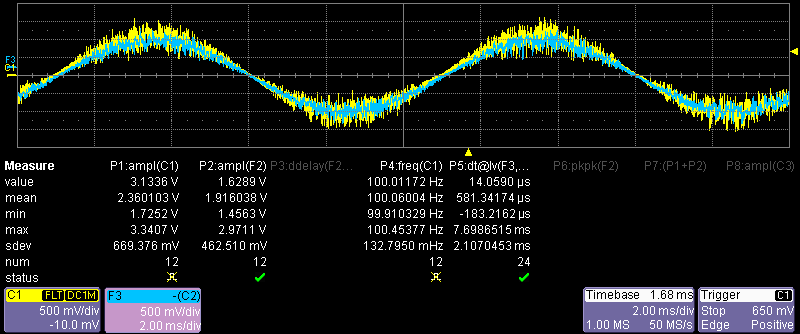 F3
C1
Measure P1:ampl(C1) P2:ampl(F2) P3:ddelay(F2... P4:freq(C1) P5:dt@lv(F3,... P6:pkpk(F2) P7:(P1+P2) P8:ampl(C3)
value 3.1336 V 1.6289 V 100.01172 Hz 14.0590 µs
mean 2.360103 V 1.916038 V 100.06004 Hz 581.34174 µs
min 1.7252 V 1.4563 V 99.910329 Hz -183.2162 µs
max 3.3407 V 2.9711 V 100.45377 Hz 7.6986515 ms
sdev 669.376 mV 462.510 mV 132.7950 mHz 2.1070453 ms
num 12 12 12 24
status
C1 FLT DC1M F3 -(C2) Timebase 1.68 ms Trigger C1
500 mV/div 500 mV/div 2.00 ms/div Stop 650 mV
-10.0 mV 2.00 ms/div 1.00 MS 50 MS/s Edge Positive